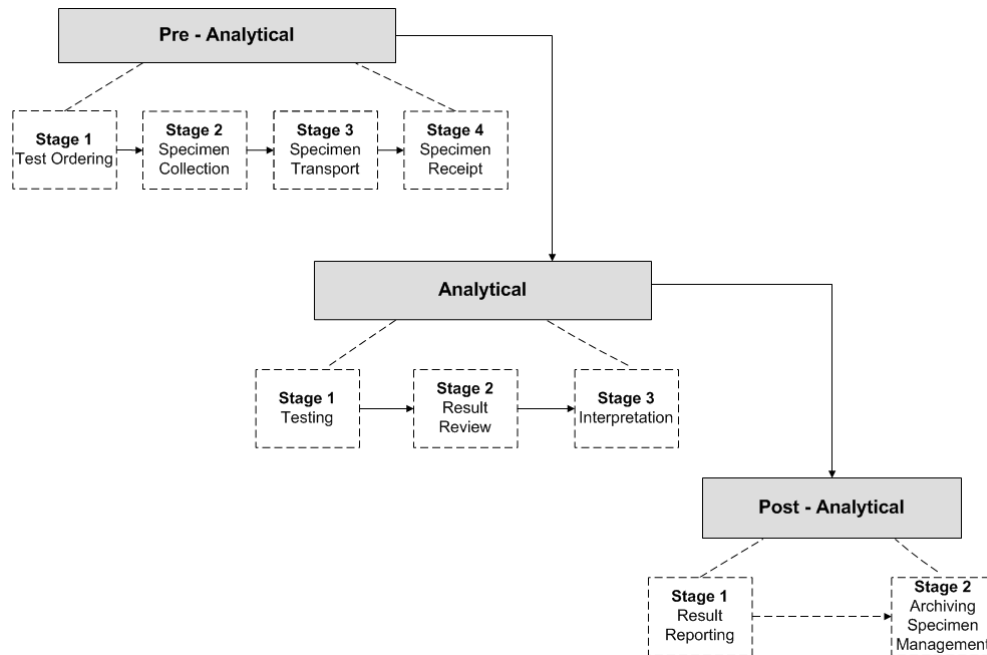 Pre - Analytical
Stage 1
Test Ordering
Stage 2
Specimen
Collection
Stage 3
Specimen
Transport
Stage 4
Specimen
Receipt
Analytical
Stage 1
Testing
Stage 2
Result
Review
Stage 3
Interpretation
Post - Analytical
Stage 1
Result
Reporting
Stage 2
Archiving
Specimen
Management